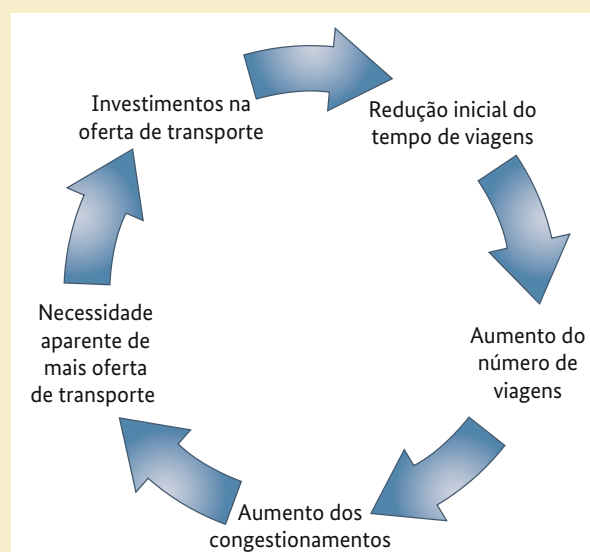 Investimentos na
oferta de transporte
Redução inicial do
tempo de viagens
Aumento do
número de
viagens
Aumento dos
congestionamentos
Necessidade
aparente de
mais oferta
de transporte